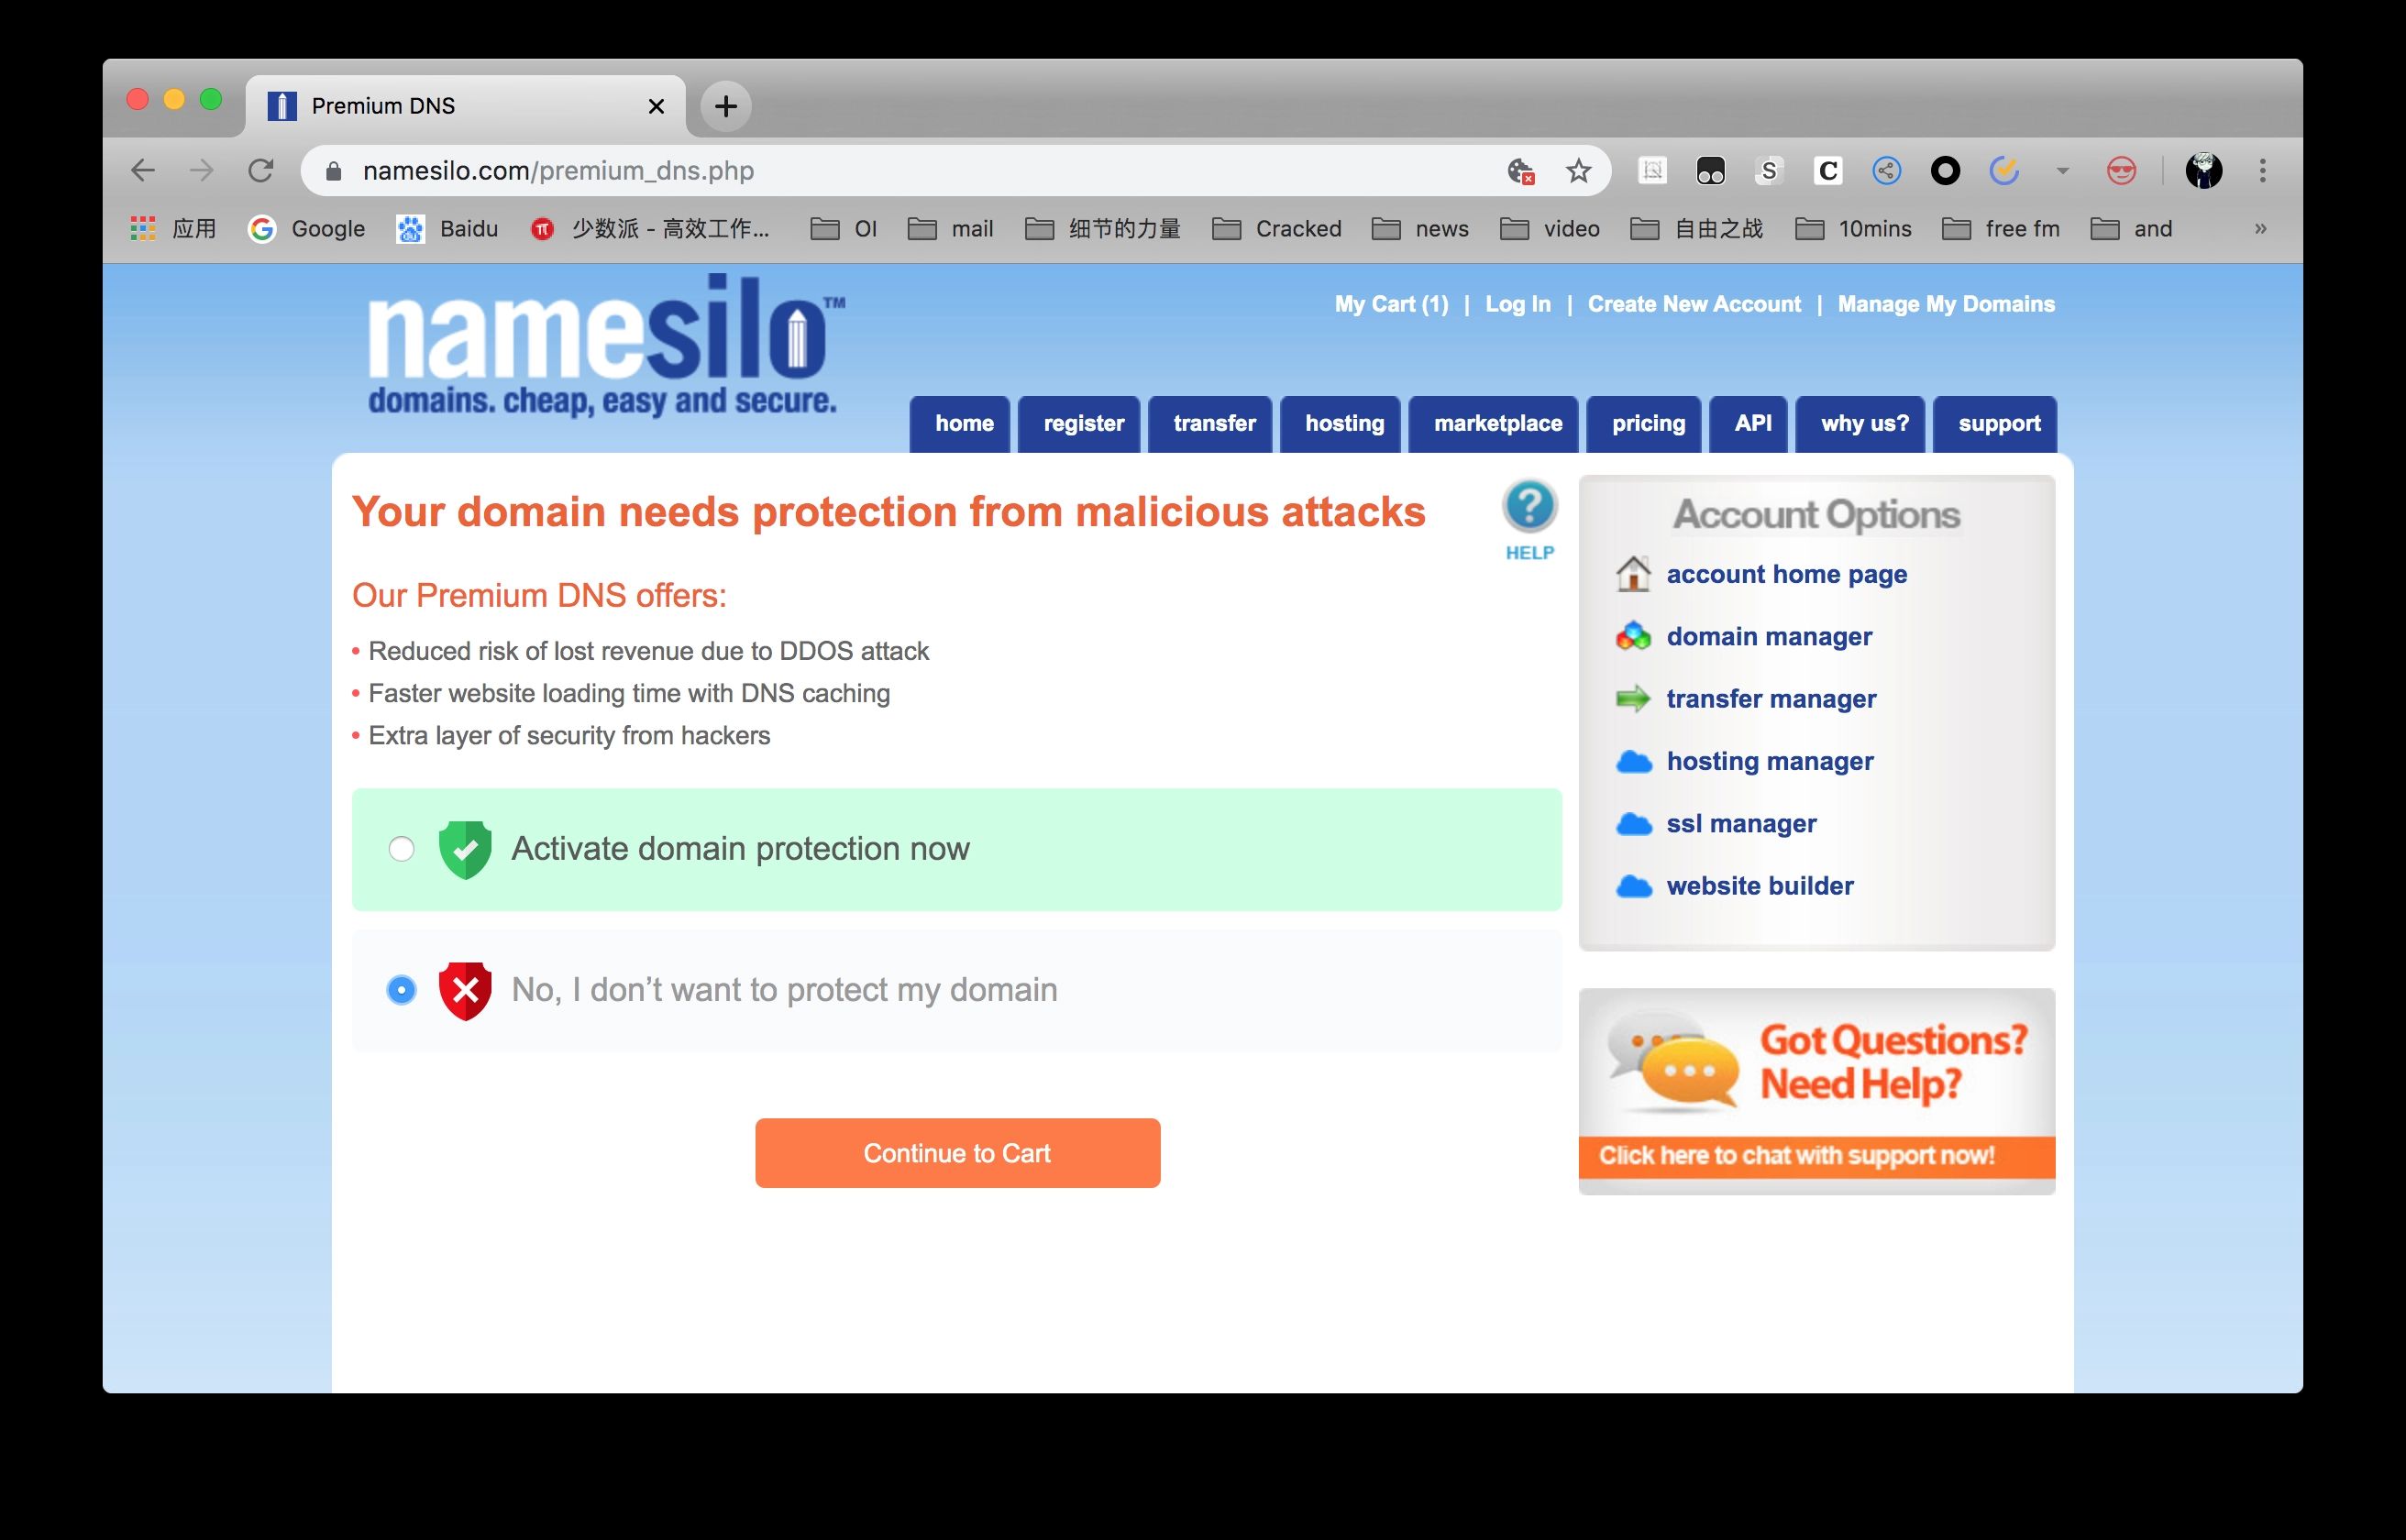 Premium DNS
namesilo.com/premium_dns.php
应用 Google Baidu 少数派 - 高效工作... OI mail 细节的力量 Cracked news video 自由之战 10mins free fm and »
namesilo™
domains. cheap, easy and secure.
My Cart (1) | Log In | Create New Account | Manage My Domains
home register transfer hosting marketplace pricing API why us? support
Your domain needs protection from malicious attacks
HELP
Our Premium DNS offers:
• Reduced risk of lost revenue due to DDOS attack
• Faster website loading time with DNS caching
• Extra layer of security from hackers
Activate domain protection now
No, I don’t want to protect my domain
Continue to Cart
Account Options
account home page
domain manager
transfer manager
hosting manager
ssl manager
website builder
Got Questions?
Need Help?
Click here to chat with support now!